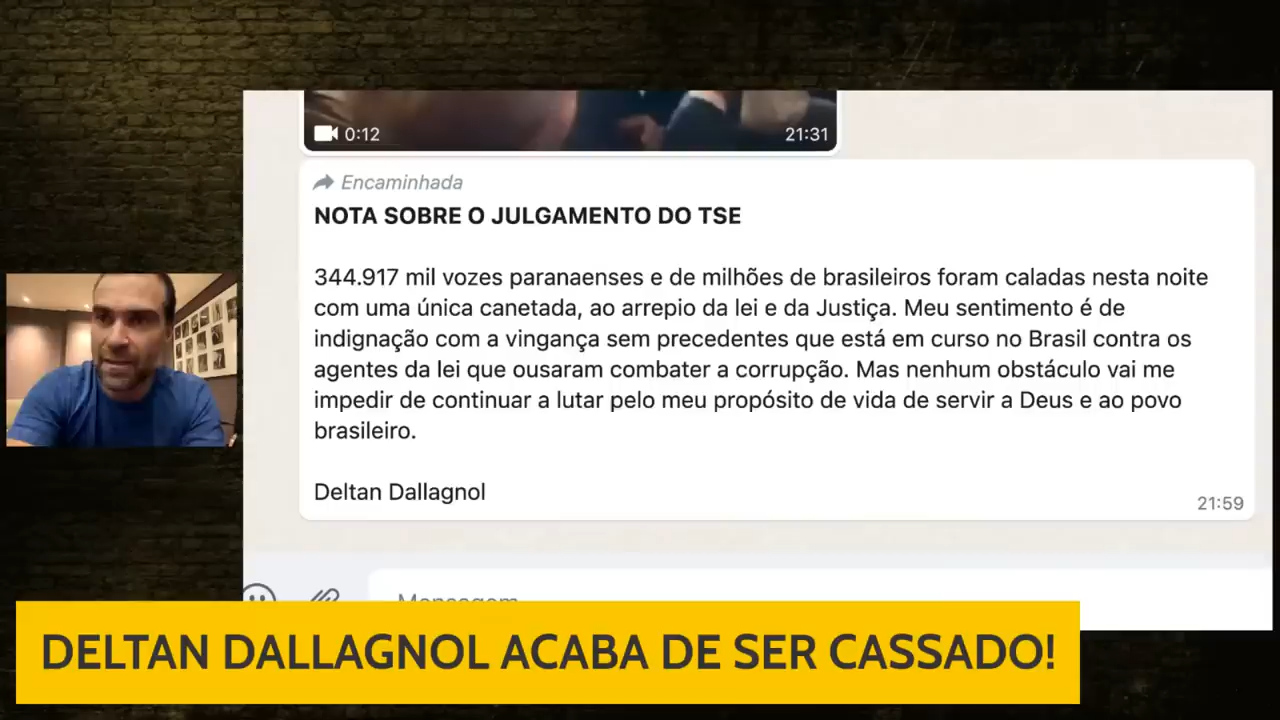 0:12
21:31
Encaminhada
NOTA SOBRE O JULGAMENTO DO TSE
344.917 mil vozes paranaenses e de milhões de brasileiros foram caladas nesta noite
com uma única canetada, ao arrepio da lei e da Justiça. Meu sentimento é de
indignação com a vingança sem precedentes que está em curso no Brasil contra os
agentes da lei que ousaram combater a corrupção. Mas nenhum obstáculo vai me
impedir de continuar a lutar pelo meu propósito de vida de servir a Deus e ao povo
brasileiro.
Deltan Dallagnol
21:59
Mensagem
DELTAN DALLAGNOL ACABA DE SER CASSADO!